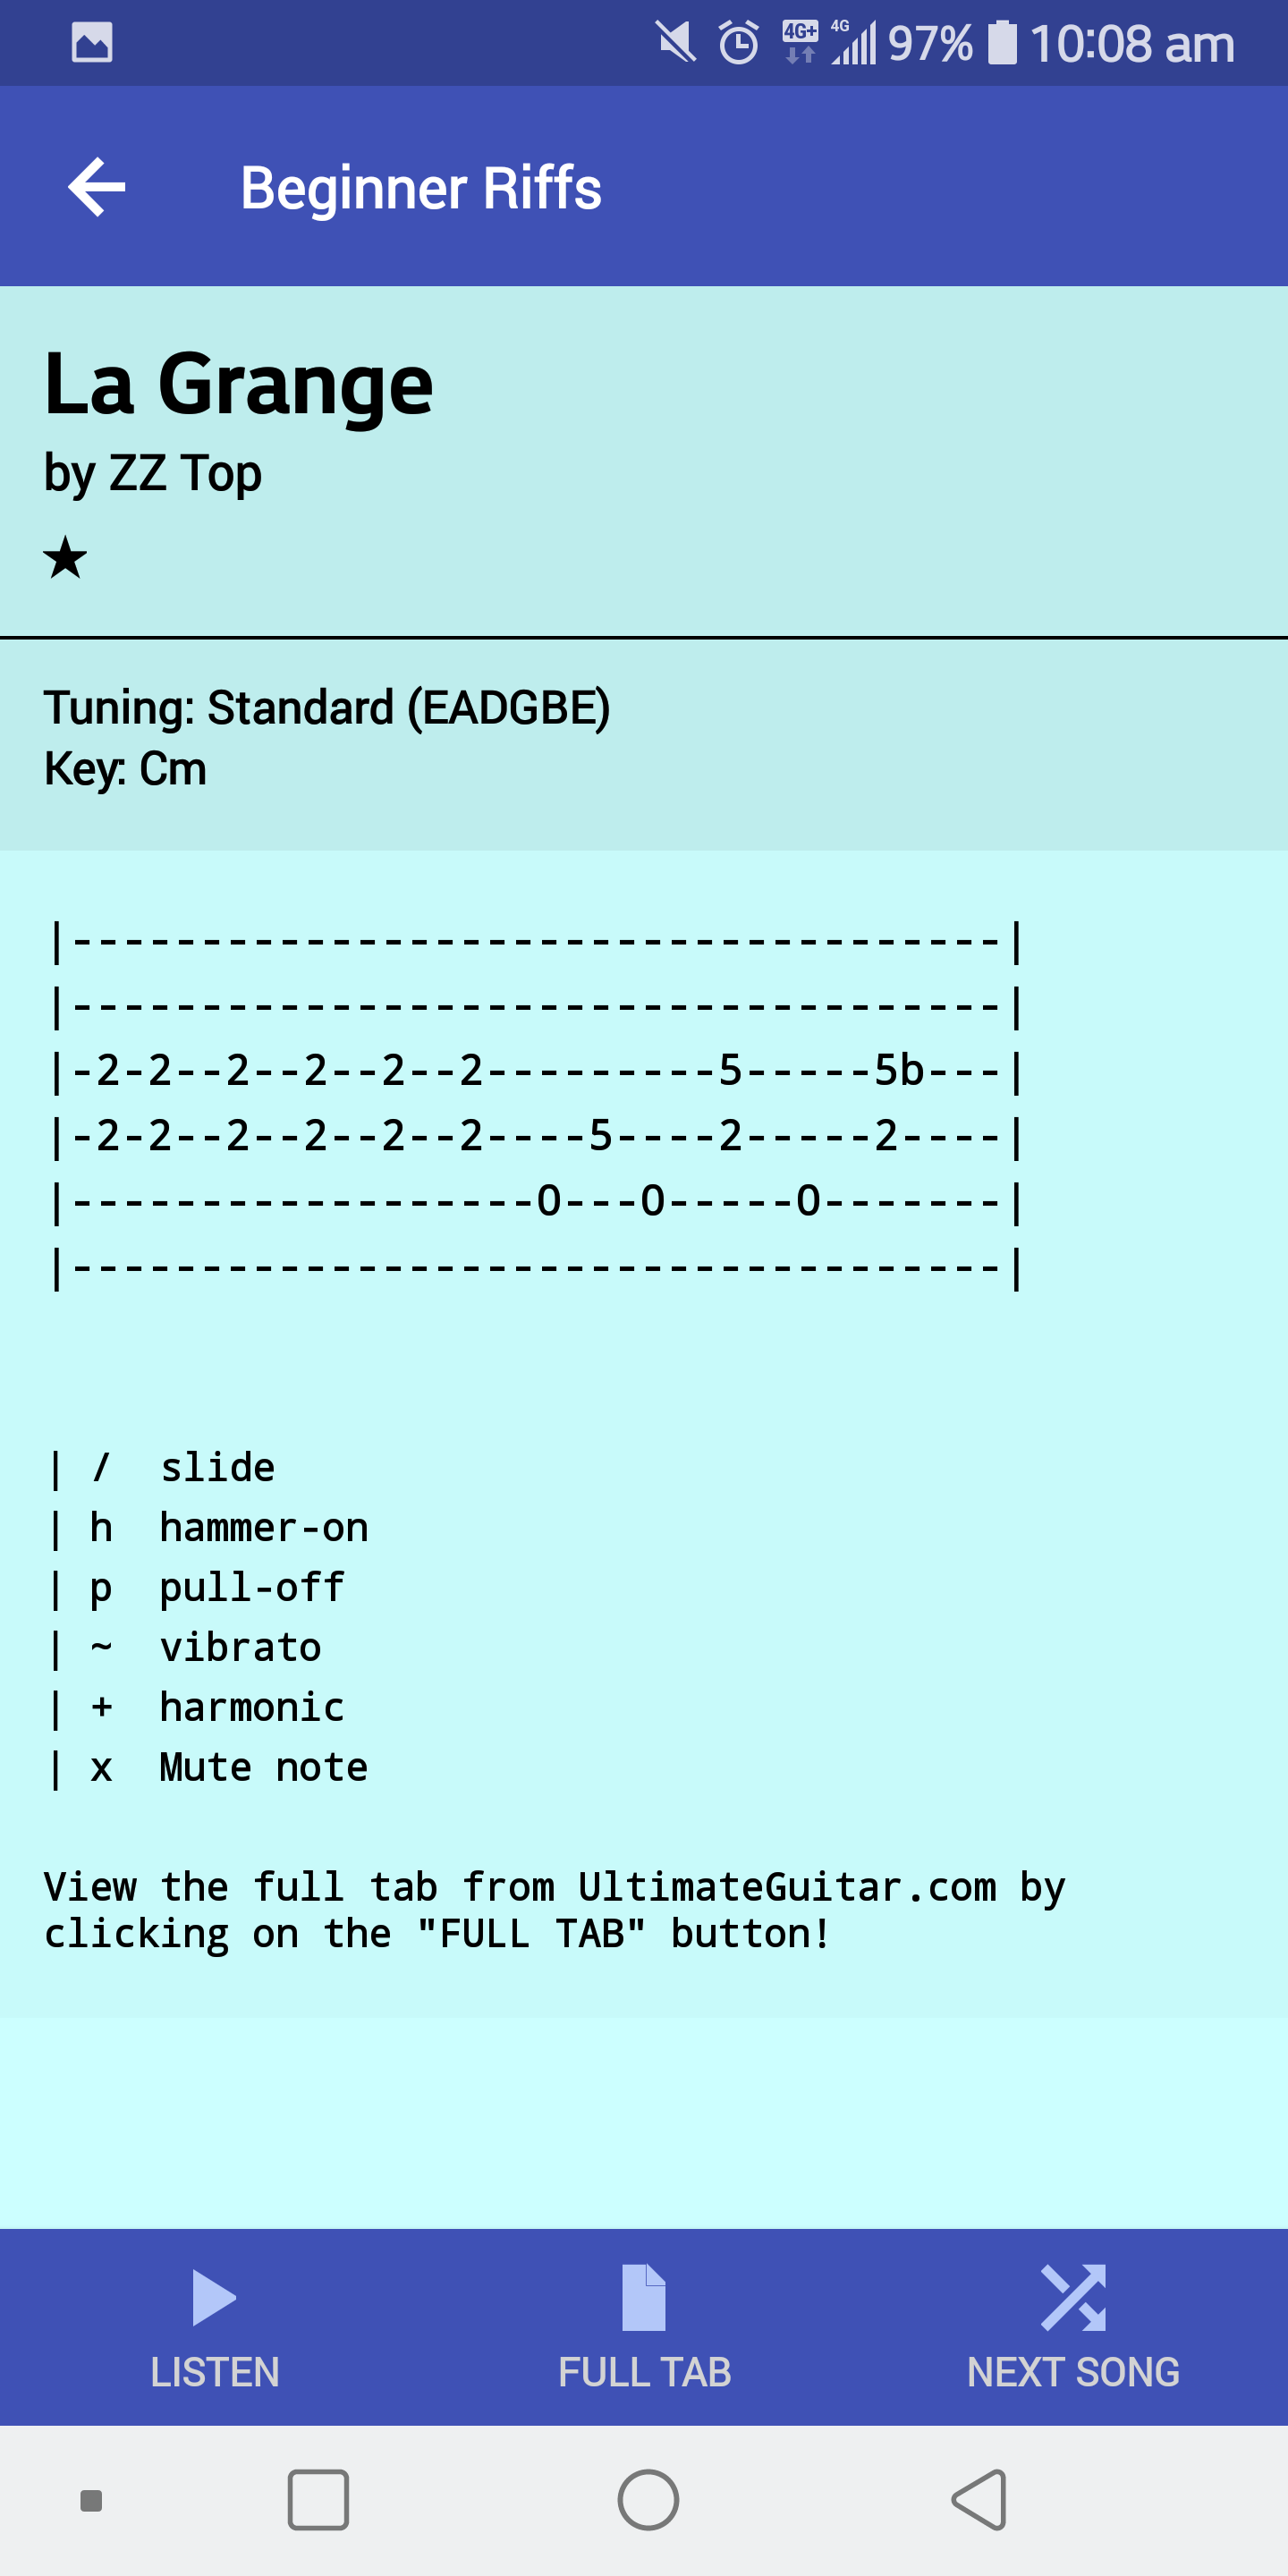 4G+ 4G 97% 10:08 am
Beginner Riffs
La Grange
by ZZ Top
★
Tuning: Standard (EADGBE)
Key: Cm
|------------------------------------|
|------------------------------------|
|-2-2--2--2--2--2---------5-----5b---|
|-2-2--2--2--2--2----5----2-----2----|
|------------------0---0-----0-------|
|------------------------------------|
| / slide
| h hammer-on
| p pull-off
| ~ vibrato
| + harmonic
| x Mute note
View the full tab from UltimateGuitar.com by
clicking on the "FULL TAB" button!
LISTEN FULL TAB NEXT SONG